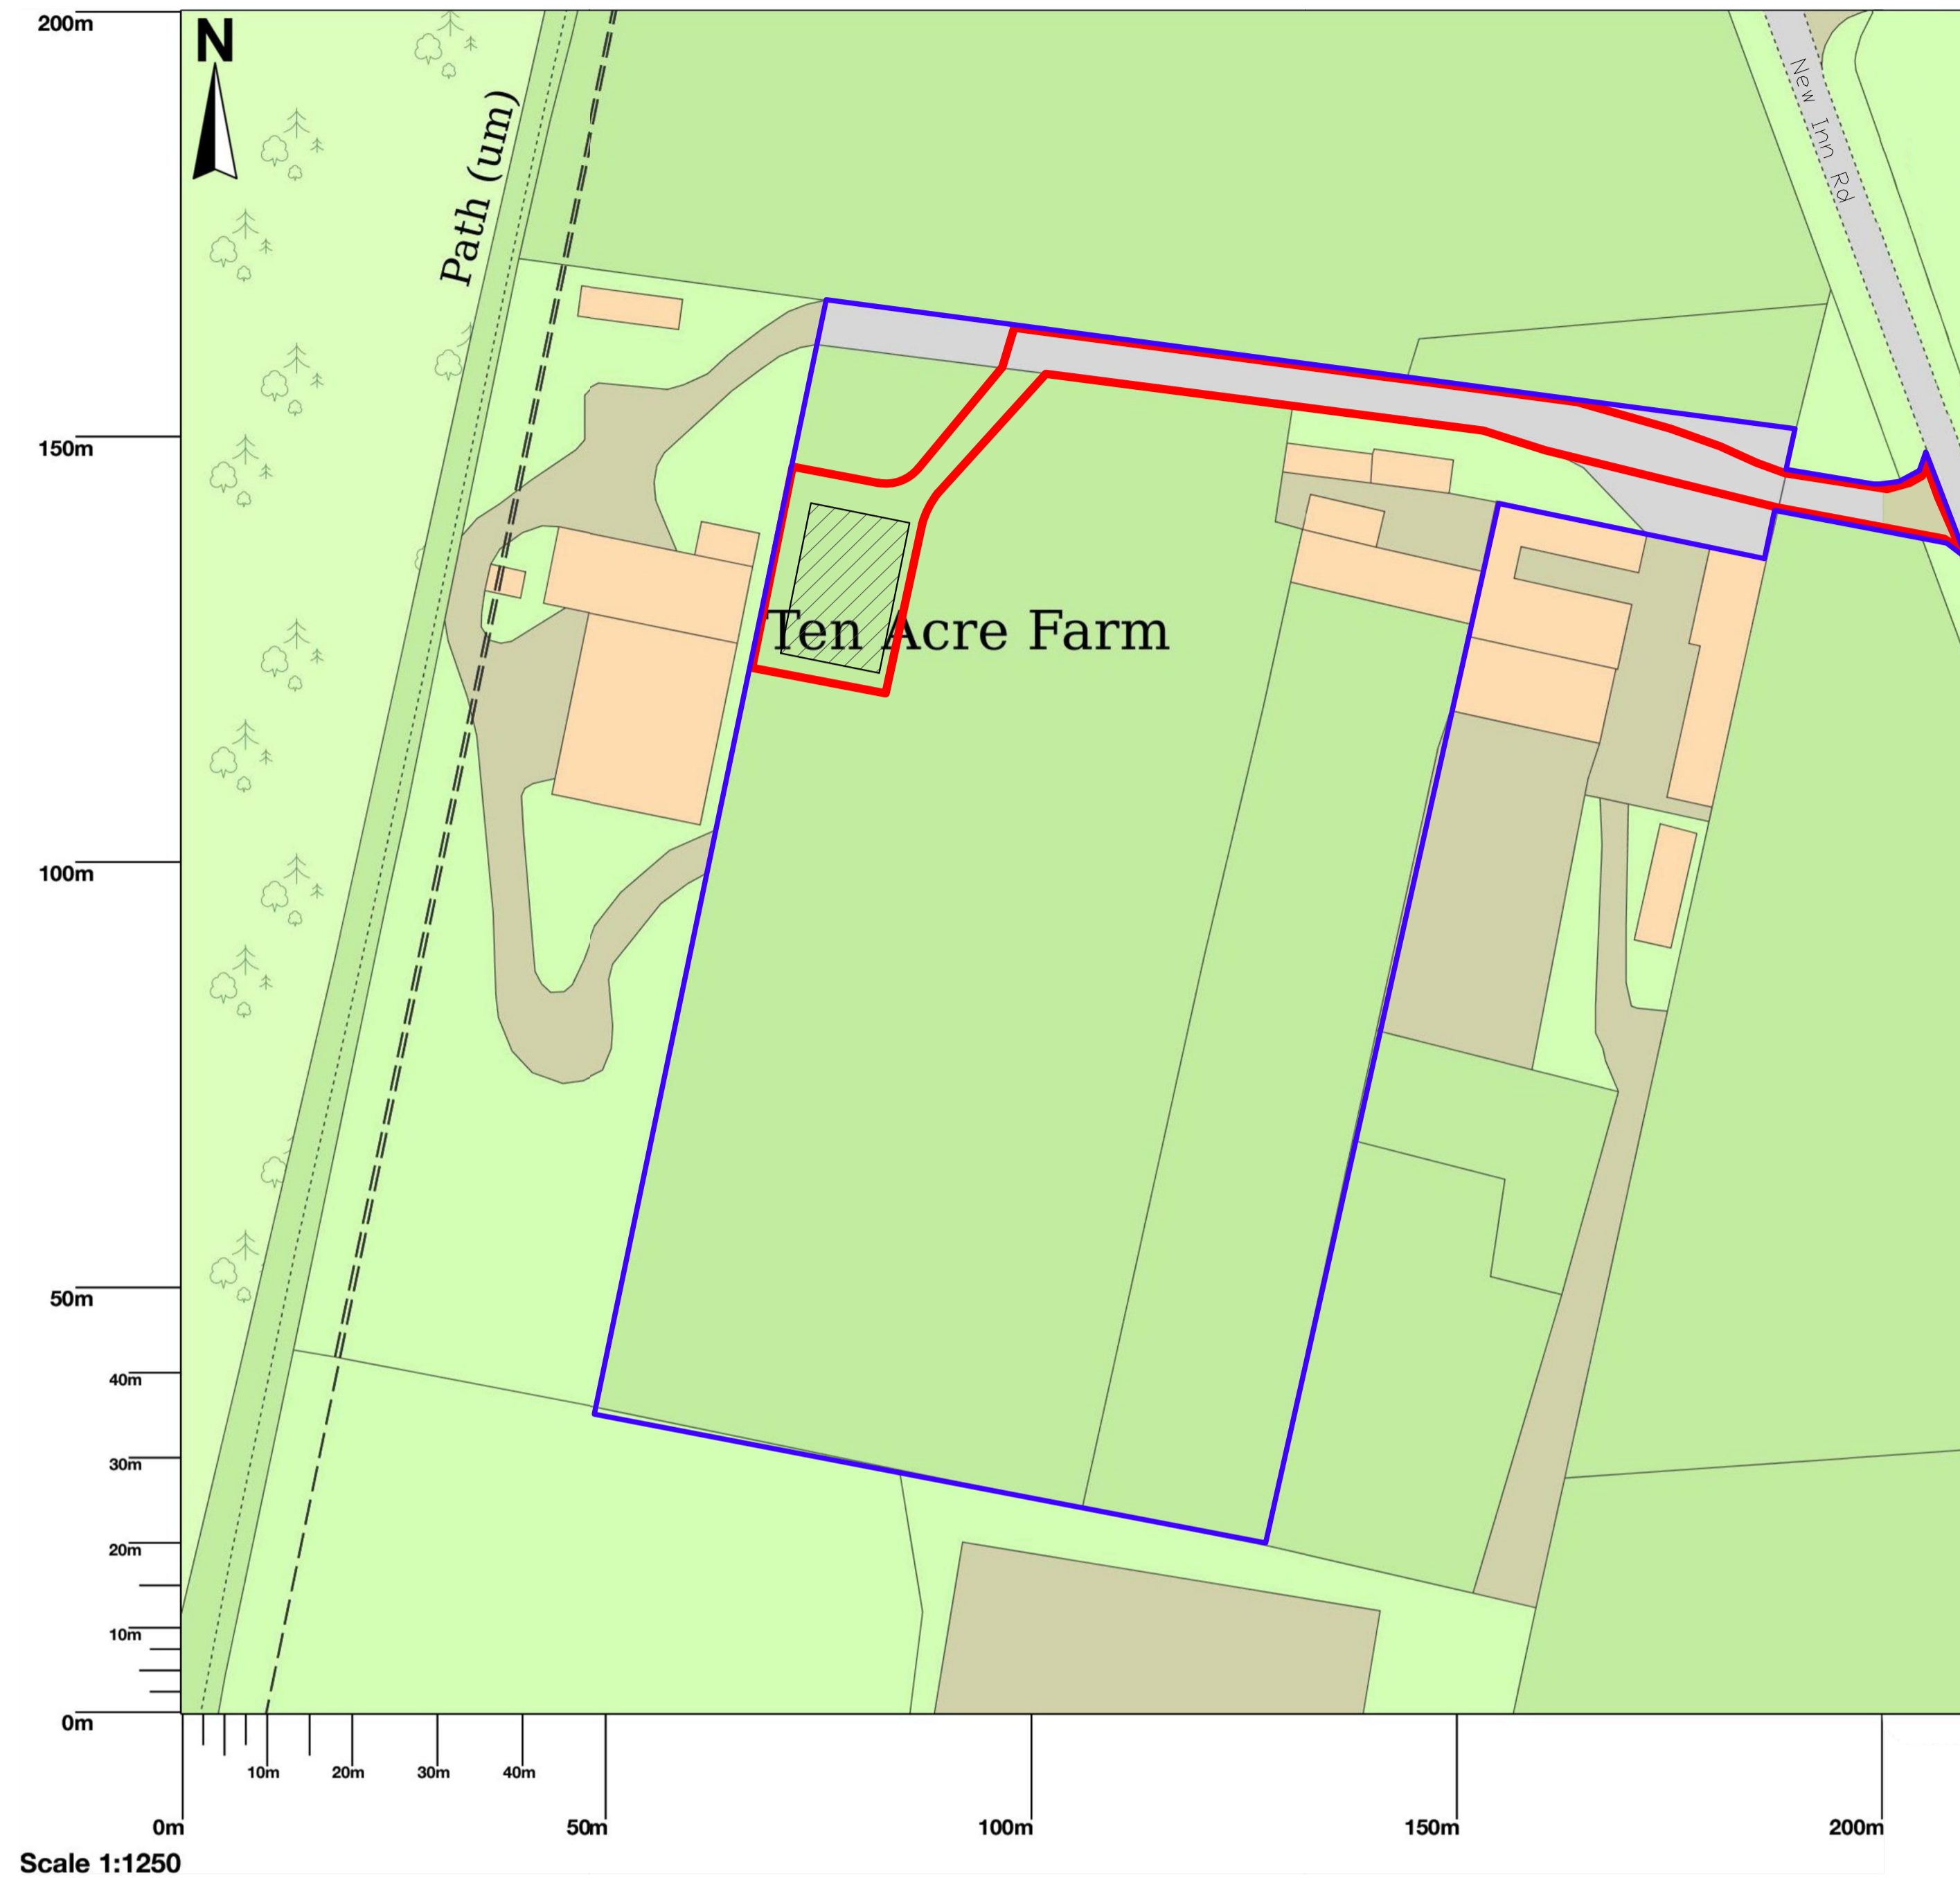 200m
N
Path (um)
New Inn Rd
150m
Ten Acre Farm
100m
50m
40m
30m
20m
10m
0m
10m 20m 30m 40m
0m 50m 100m 150m 200m
Scale 1:1250